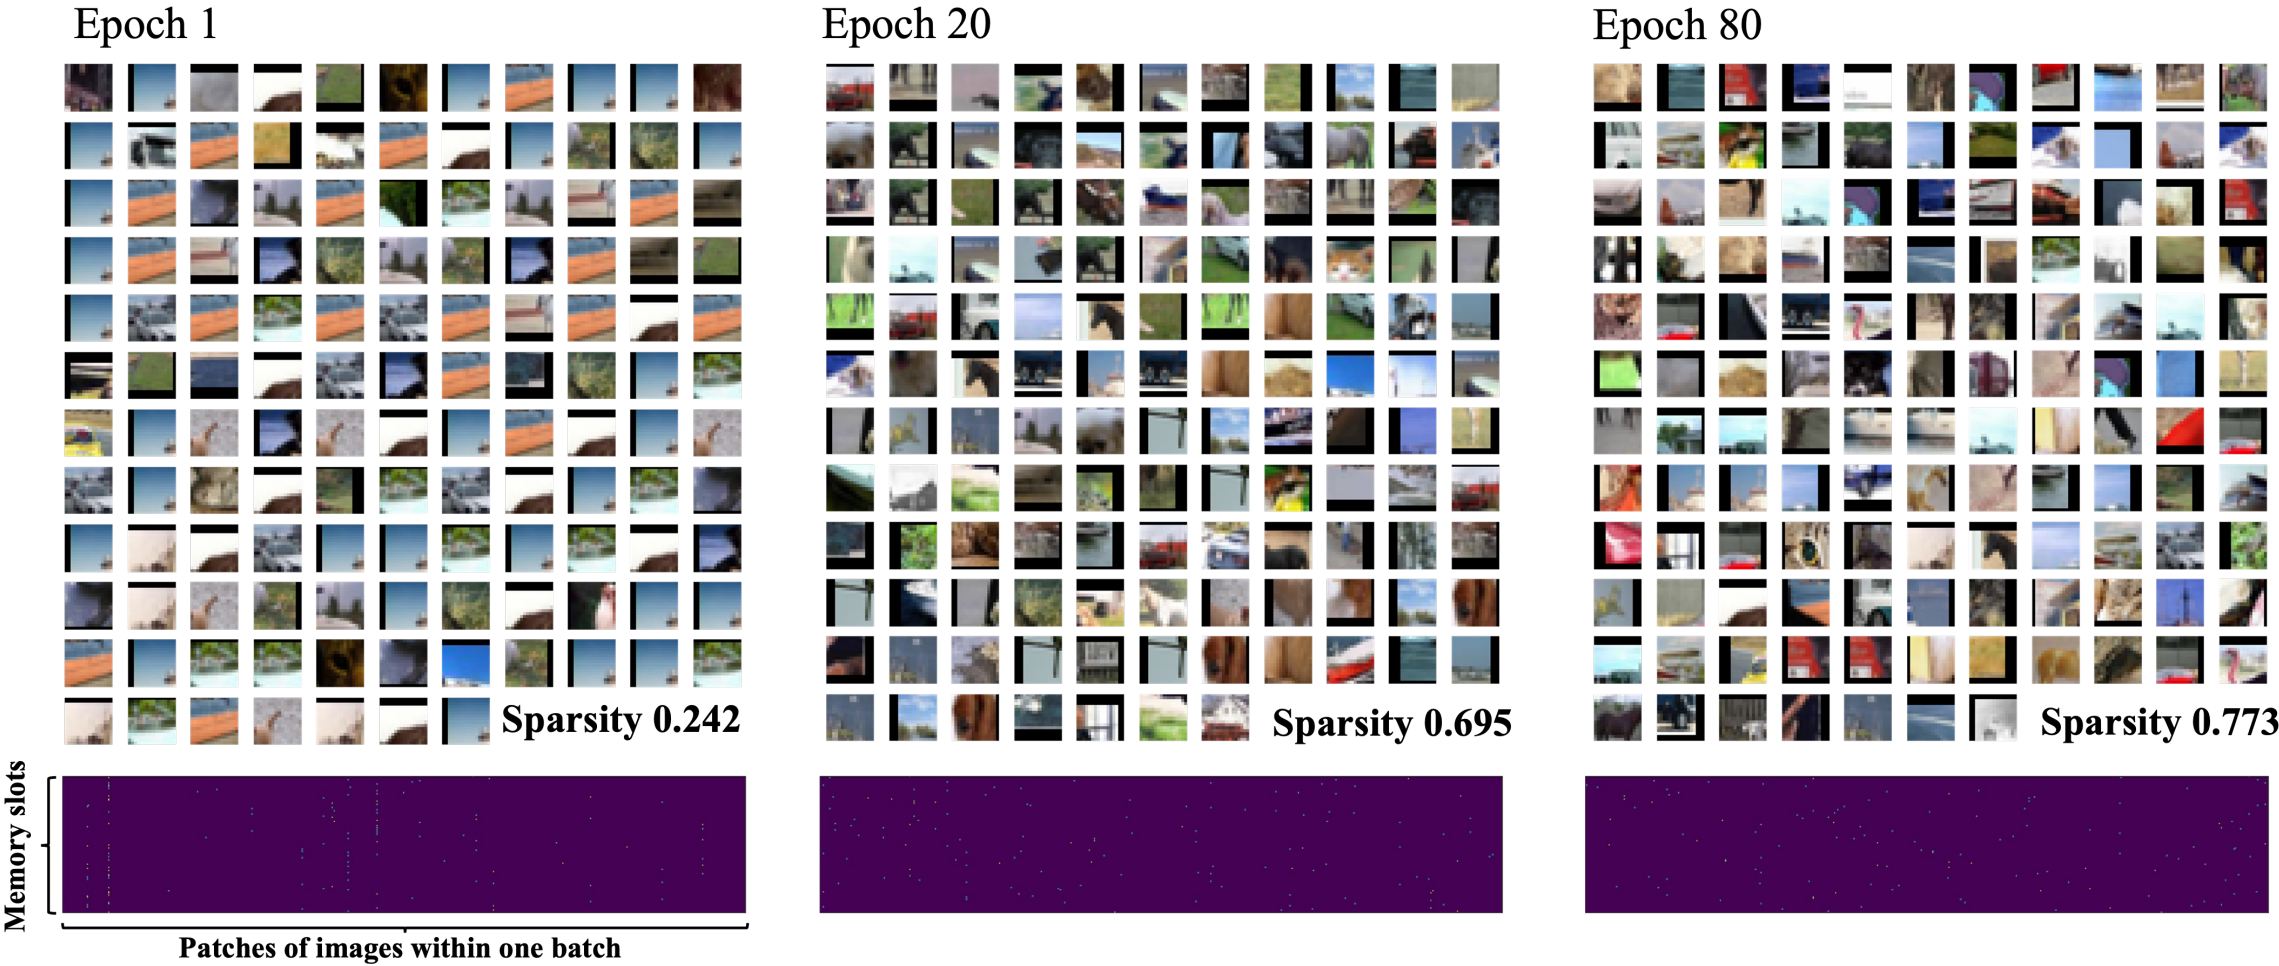 Epoch 1
Epoch 20
Epoch 80
Sparsity 0.242
Sparsity 0.695
Sparsity 0.773
Memory slots
Patches of images within one batch